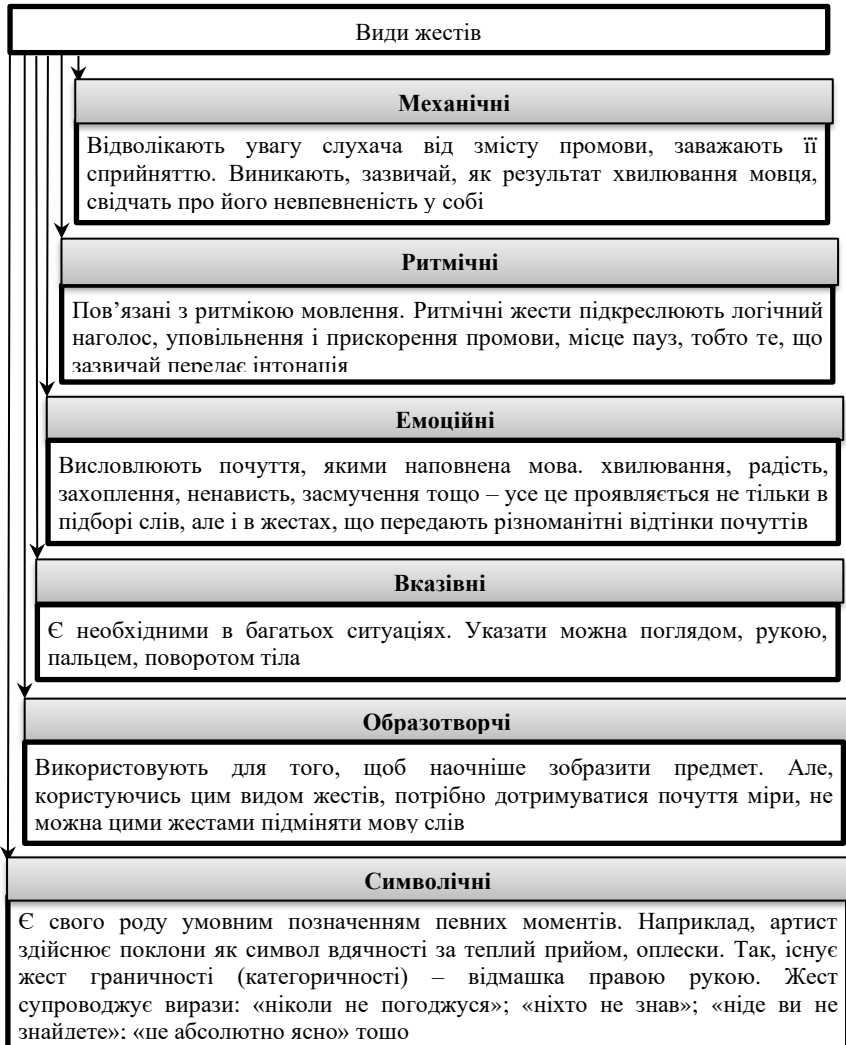 Види жестів
Механічні
Відволікають увагу слухача від змісту промови, заважають її
сприйняттю. Виникають, зазвичай, як результат хвилювання мовця,
свідчать про його невпевненість у собі
Ритмічні
Пов’язані з ритмікою мовлення. Ритмічні жести підкреслюють логічний
наголос, уповільнення і прискорення промови, місце пауз, тобто те, що
зазвичай передає інтонація
Емоційні
Висловлюють почуття, якими наповнена мова. хвилювання, радість,
захоплення, ненависть, засмучення тощо – усе це проявляється не тільки в
підборі слів, але і в жестах, що передають різноманітні відтінки почуттів
Вказівні
Є необхідними в багатьох ситуаціях. Указати можна поглядом, рукою,
пальцем, поворотом тіла
Образотворчі
Використовують для того, щоб наочніше зобразити предмет. Але,
користуючись цим видом жестів, потрібно дотримуватися почуття міри, не
можна цими жестами підміняти мову слів
Символічні
Є свого роду умовним позначенням певних моментів. Наприклад, артист
здійснює поклони як символ вдячності за теплий прийом, оплески. Так, існує
жест граничності (категоричності) – відмашка правою рукою. Жест
супроводжує вирази: «ніколи не погоджуся»; «ніхто не знав»; «ніде ви не
знайдете»; «це абсолютно ясно» тощо